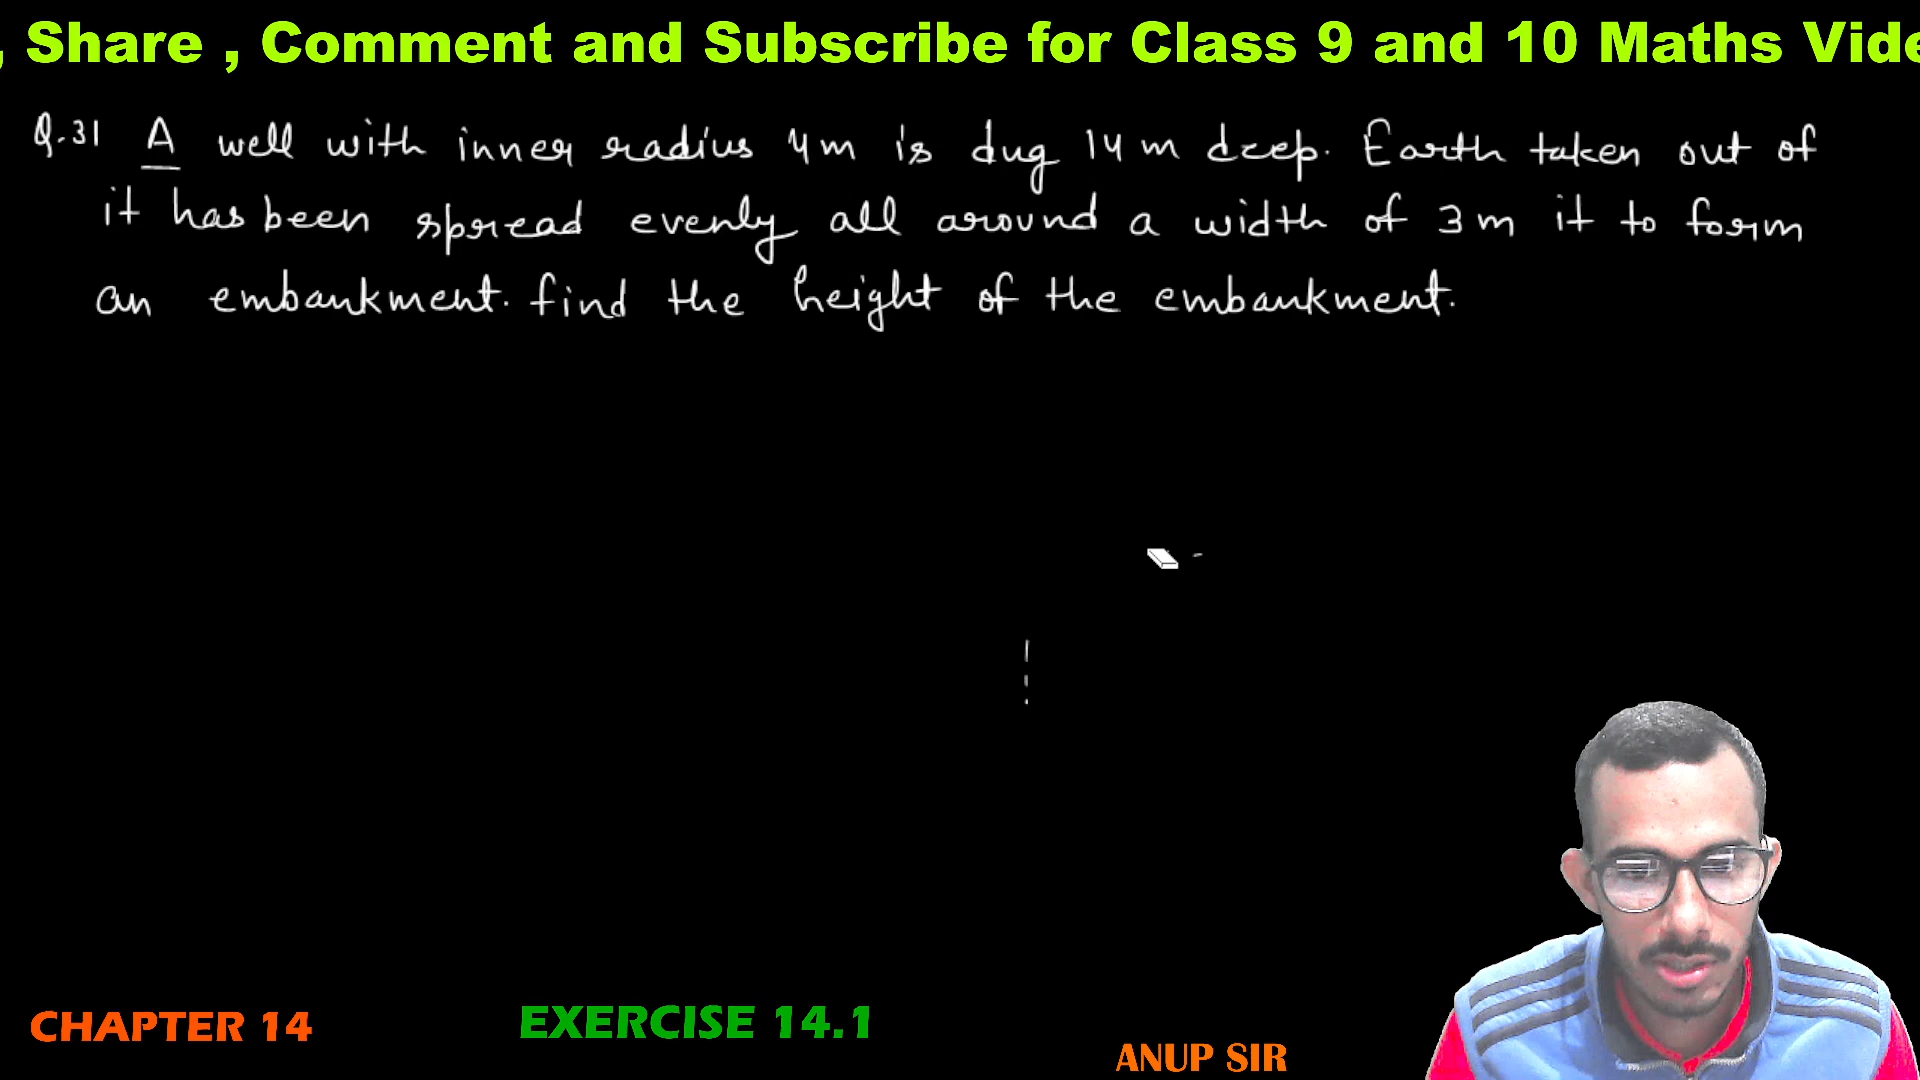 , Share , Comment and Subscribe for Class 9 and 10 Maths Vide
Q.31 A well with inner radius 4m is dug 14 m deep. Earth taken out of
it has been spread evenly all around a width of 3 m it to form
an embankment. find the height of the embankment.
CHAPTER 14
EXERCISE 14.1
ANUP SIR